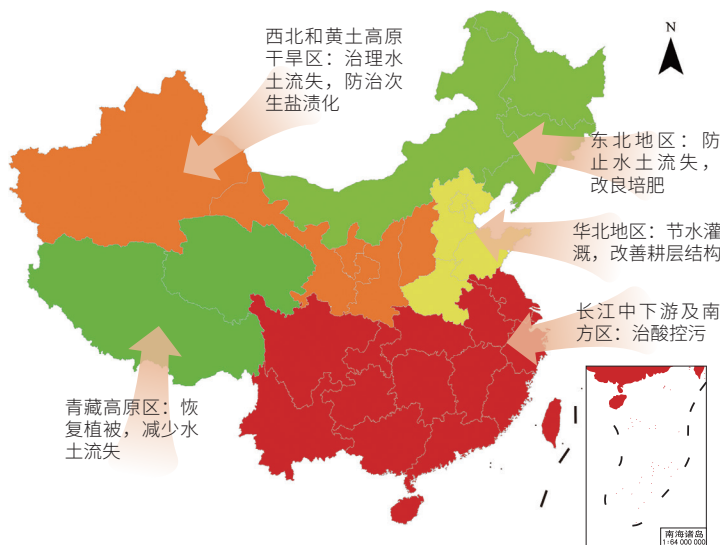 N
西北和黄土高原
干旱区：治理水
土流失，防治次
生盐渍化
东北地区：防
止水土流失，
改良培肥
华北地区：节水灌
溉，改善耕层结构
长江中下游及南
方区：治酸控污
青藏高原区：恢
复植被，减少水
土流失
南海诸岛
1:64 000 000